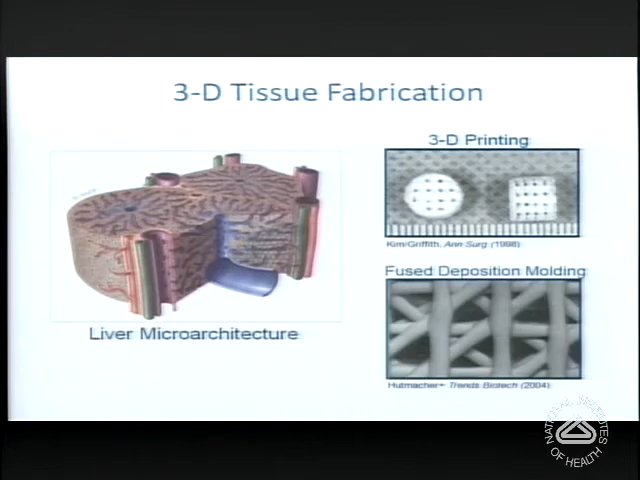 3-D Tissue Fabrication
3-D Printing
Kim/Griffith, Ann Surg (1998)
Fused Deposition Molding
Liver Microarchitecture
Hutmacher+ Trends Biotech (2004)
NATIONAL INSTITUTES
OF HEALTH